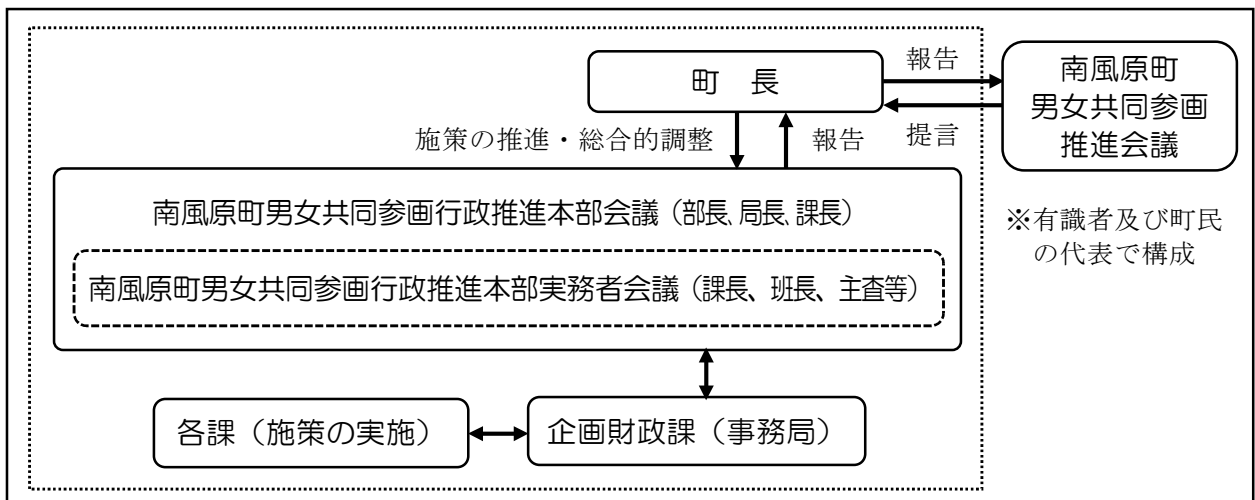 町　長
報告
提言
南風原町
男女共同参画
推進会議
※有識者及び町民
の代表で構成
施策の推進・総合的調整
報告
南風原町男女共同参画行政推進本部会議（部長、局長、課長）
南風原町男女共同参画行政推進本部実務者会議（課長、班長、主査等）
各課（施策の実施）
企画財政課（事務局）